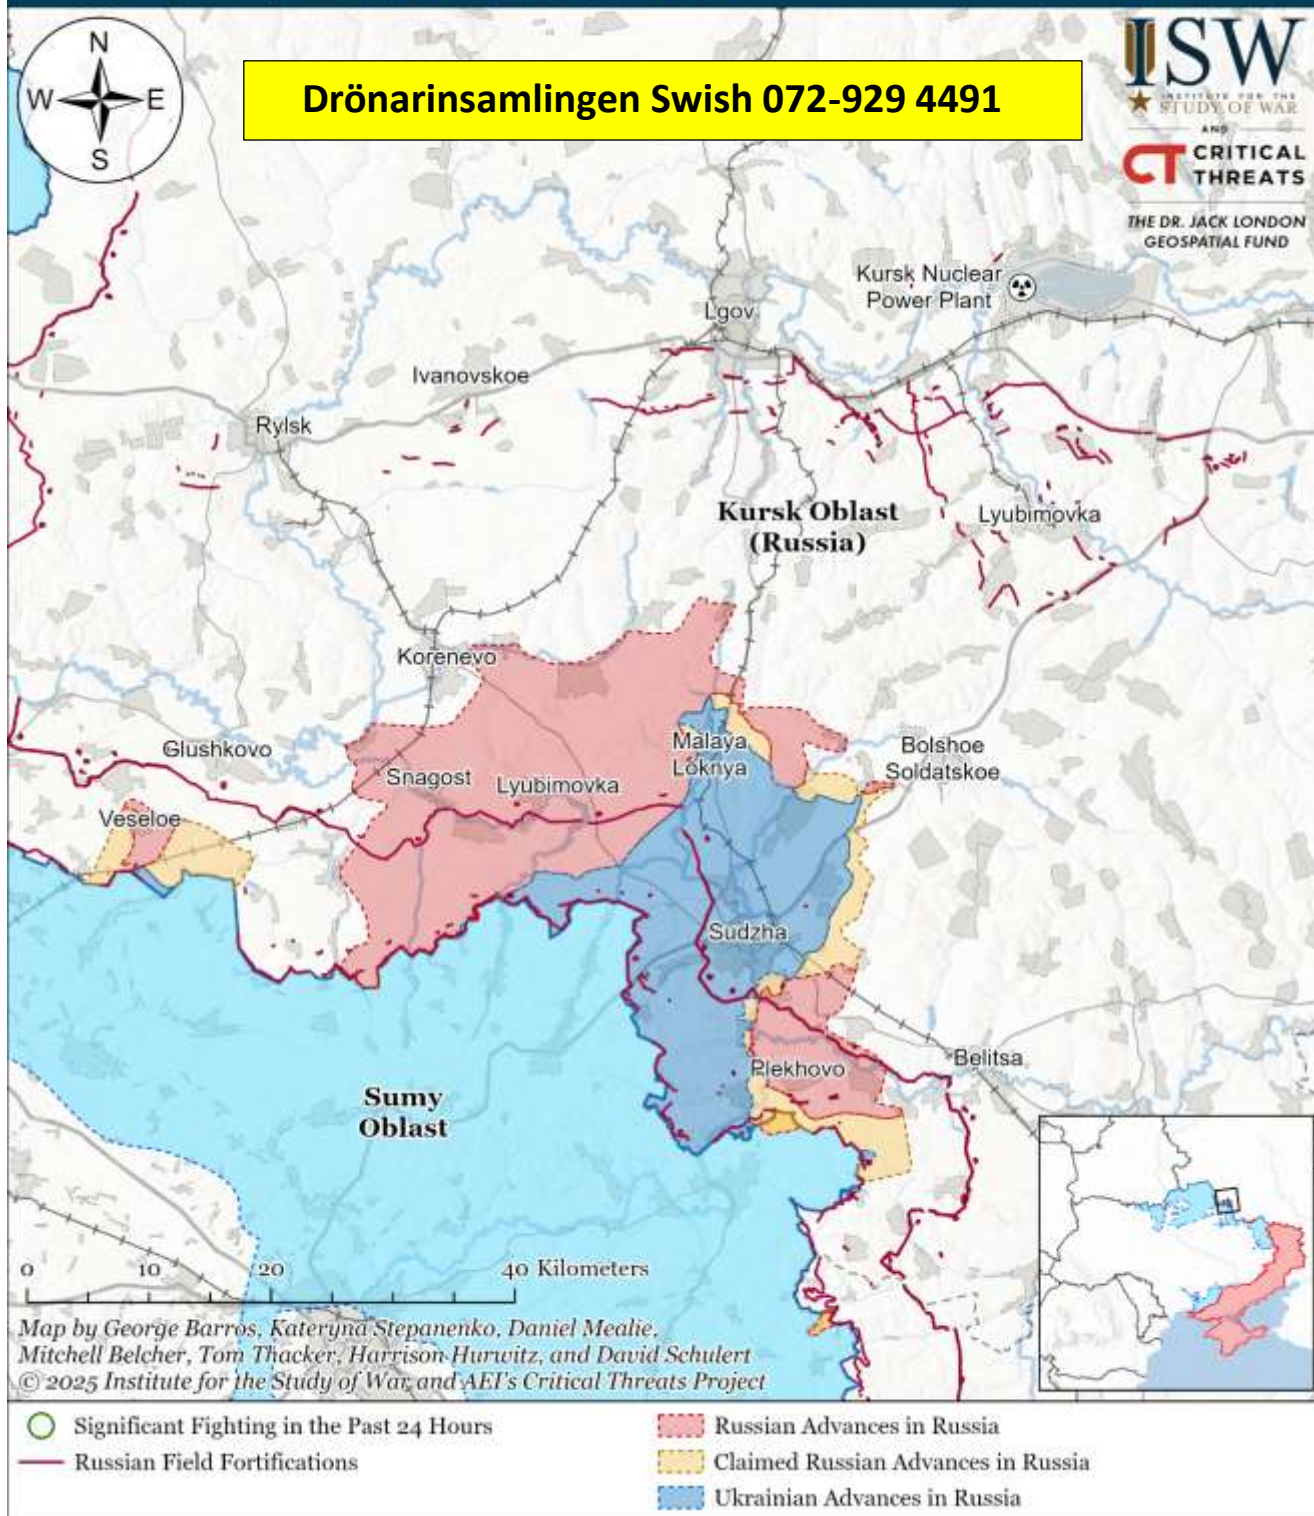 N
W E
S
Drönarinsamlingen Swish 072-929 4491
ISW
INSTITUTE FOR THE
STUDY OF WAR
AND
CT CRITICAL
THREATS
THE DR. JACK LONDON
GEOSPATIAL FUND
Kursk Nuclear
Power Plant
Lgov
Ivanovskoe
Rylsk
Kursk Oblast
(Russia)
Lyubimovka
Korenevo
Glushkovo
Snagost
Lyubimovka
Malaya
Loknya
Bolshoe
Soldatskoe
Veseloe
Sudzha
Plekhovo
Belitsa
Sumy
Oblast
0 10 20 40 Kilometers
Map by George Barros, Kateryna Stepanenko, Daniel Mealie,
Mitchell Belcher, Tom Thacker, Harrison Hurwitz, and David Schulert
© 2025 Institute for the Study of War and AEI's Critical Threats Project
Significant Fighting in the Past 24 Hours
Russian Field Fortifications
Russian Advances in Russia
Claimed Russian Advances in Russia
Ukrainian Advances in Russia